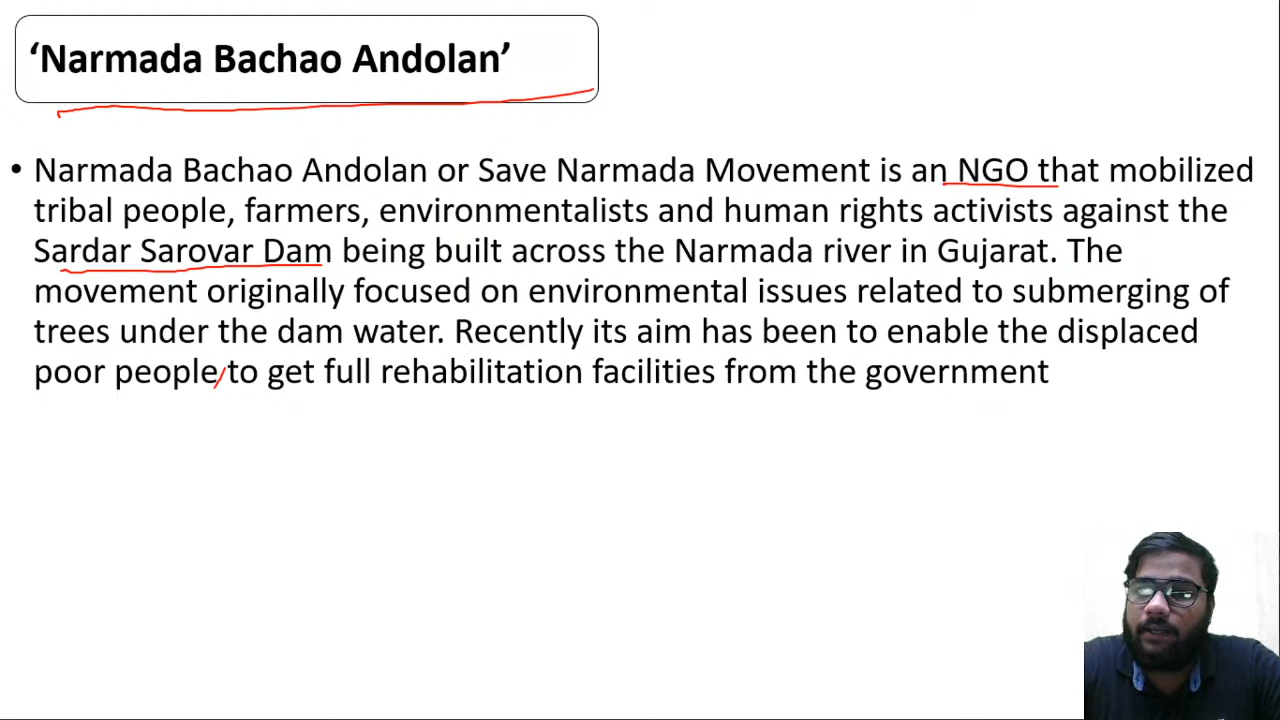 ‘Narmada Bachao Andolan’
• Narmada Bachao Andolan or Save Narmada Movement is an NGO that mobilized
tribal people, farmers, environmentalists and human rights activists against the
Sardar Sarovar Dam being built across the Narmada river in Gujarat. The
movement originally focused on environmental issues related to submerging of
trees under the dam water. Recently its aim has been to enable the displaced
poor people to get full rehabilitation facilities from the government